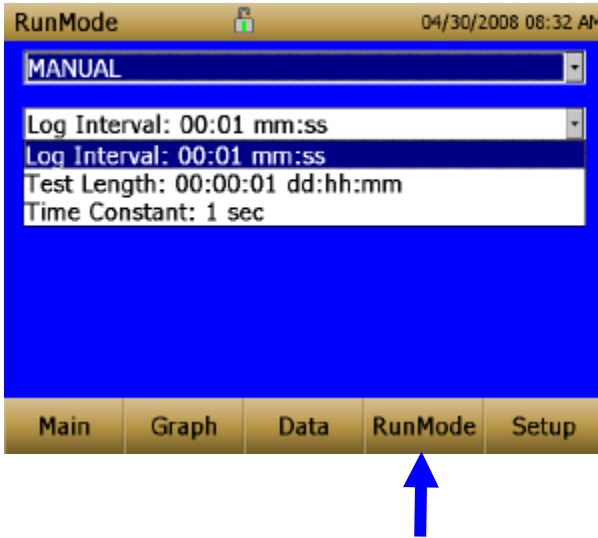 RunMode 04/30/2008 08:32 AM
MANUAL
Log Interval: 00:01 mm:ss
Log Interval: 00:01 mm:ss
Test Length: 00:00:01 dd:hh:mm
Time Constant: 1 sec
Main Graph Data RunMode Setup